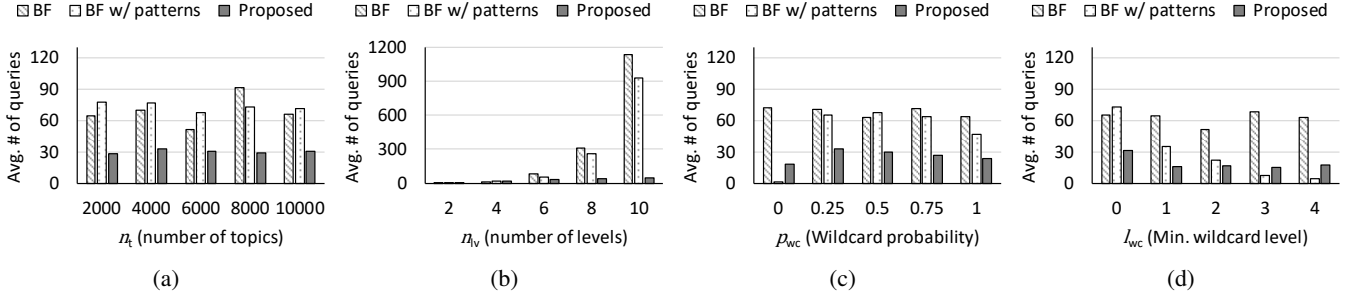 BF BF w/ patterns Proposed
Avg. # of queries
120
90
60
30
0
2000 4000 6000 8000 10000
nt (number of topics)
(a)
BF BF w/ patterns Proposed
Avg. # of queries
1200
900
600
300
0
2 4 6 8 10
nlv (number of levels)
(b)
BF BF w/ patterns Proposed
Avg. # of queries
120
90
60
30
0
0 0.25 0.5 0.75 1
pwc (Wildcard probability)
(c)
BF BF w/ patterns Proposed
Avg. # of queries
120
90
60
30
0
0 1 2 3 4
lwc (Min. wildcard level)
(d)